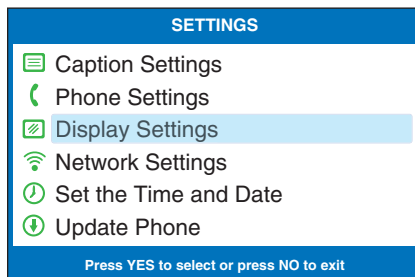 SETTINGS
Caption Settings
Phone Settings
Display Settings
Network Settings
Set the Time and Date
Update Phone
Press YES to select or press NO to exit